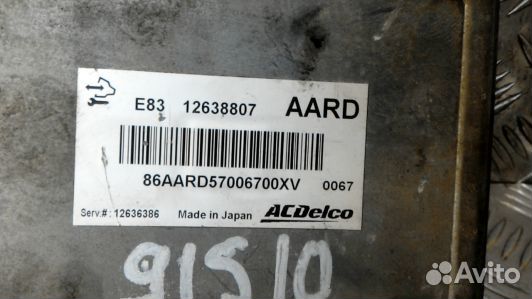 E83 12638807 AARD
86AARD57006700XV 0067
Serv.#: 12636386 Made in Japan ACDelco
91510
Avito